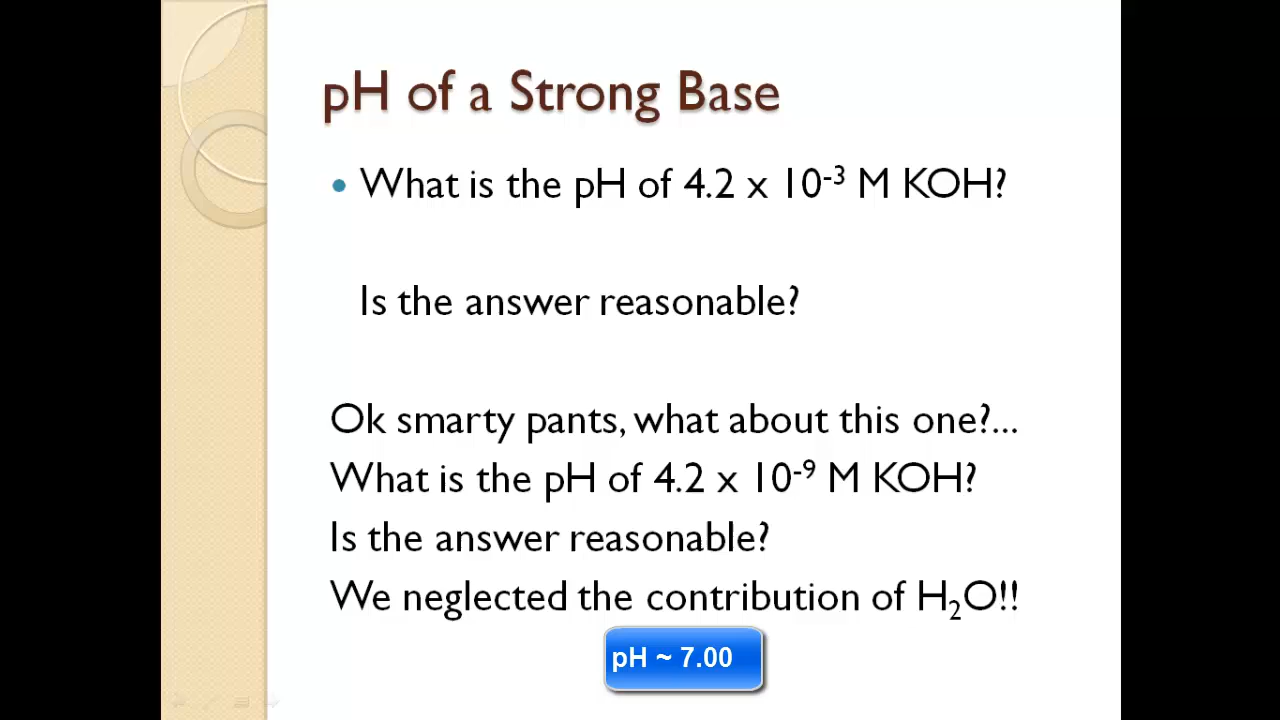 pH of a Strong Base
• What is the pH of 4.2 x 10⁻³ M KOH?
Is the answer reasonable?
Ok smarty pants, what about this one?...
What is the pH of 4.2 x 10⁻⁹ M KOH?
Is the answer reasonable?
We neglected the contribution of H₂O!!
pH ~ 7.00